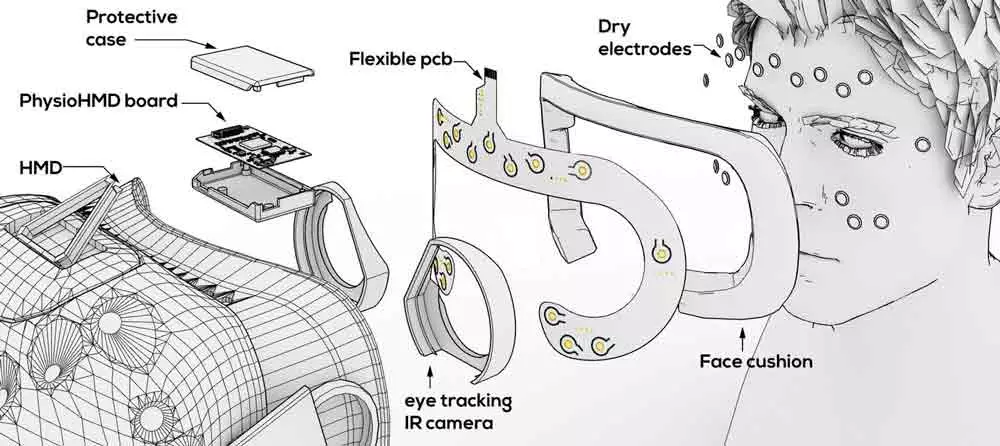 Protective
case
PhysioHMD board
HMD
Flexible pcb
Dry
electrodes
eye tracking
IR camera
Face cushion